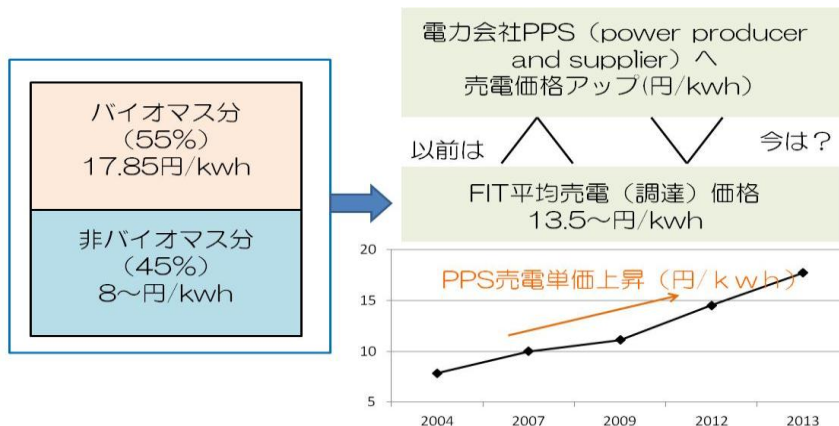 バイオマス分
(55%)
17.85円/kwh
非バイオマス分
(45%)
8～円/kwh
電力会社PPS（power producer
and supplier）へ
売電価格アップ(円/kwh)
以前は
今は？
FIT平均売電（調達）価格
13.5～円/kwh
PPS売電単価上昇（円/ｋｗｈ）
20
15
10
5
2004
2007
2009
2012
2013